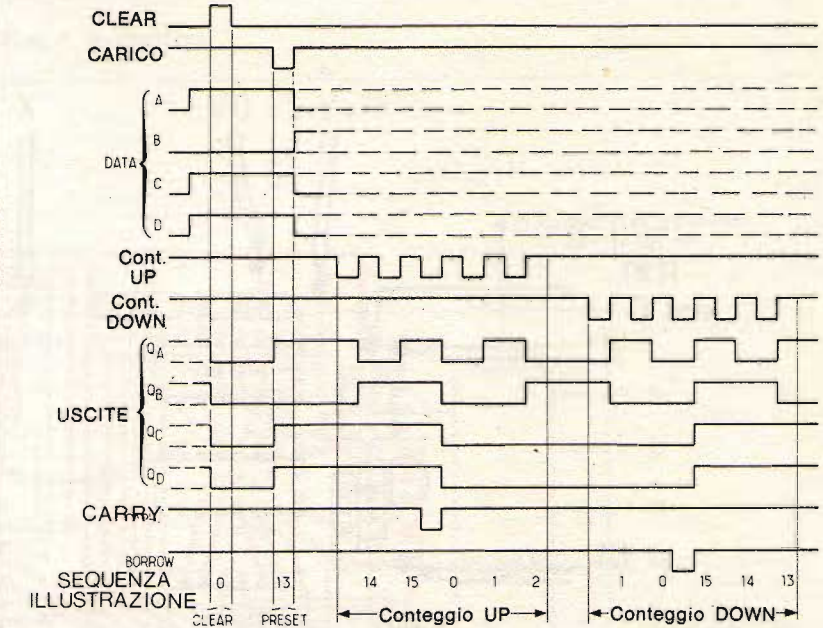 CLEAR
CARICO
A
B
DATA
C
D
Cont.
UP
Cont.
DOWN
QA
QB
USCITE
QC
QD
CARRY
BORROW
SEQUENZA
ILLUSTRAZIONE
0 13 14 15 0 1 2 1 0 15 14 13
CLEAR PRESET Conteggio UP Conteggio DOWN